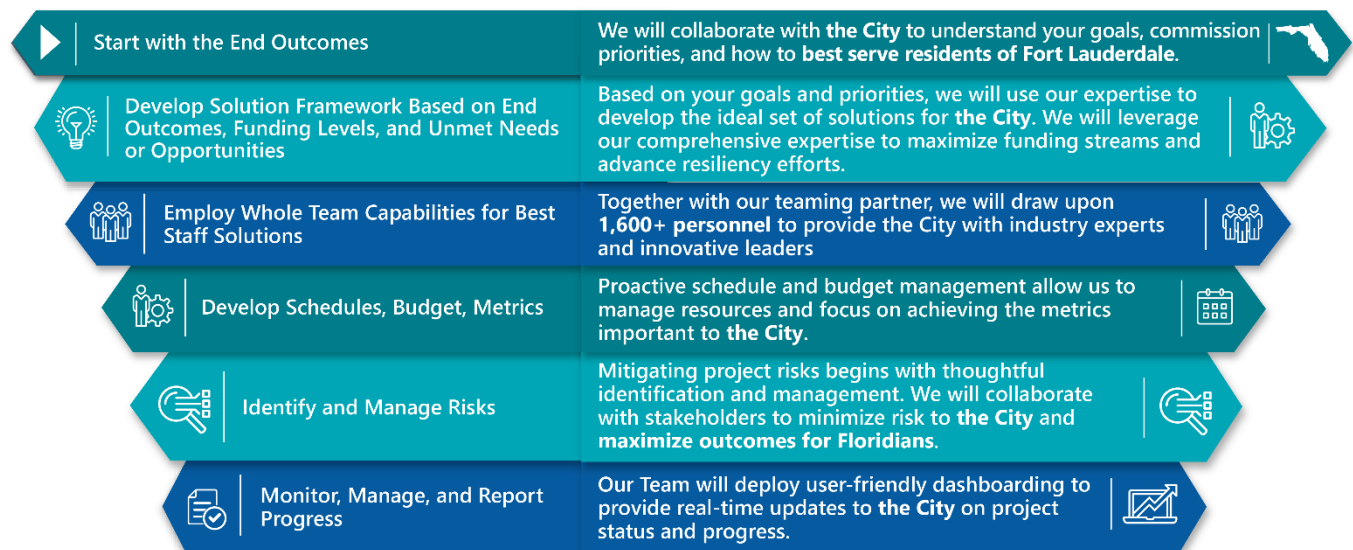 Start with the End Outcomes
We will collaborate with the City to understand your goals, commission
priorities, and how to best serve residents of Fort Lauderdale.
Develop Solution Framework Based on End
Outcomes, Funding Levels, and Unmet Needs
or Opportunities
Based on your goals and priorities, we will use our expertise to
develop the ideal set of solutions for the City. We will leverage
our comprehensive expertise to maximize funding streams and
advance resiliency efforts.
Employ Whole Team Capabilities for Best
Staff Solutions
Together with our teaming partner, we will draw upon
1,600+ personnel to provide the City with industry experts
and innovative leaders
Develop Schedules, Budget, Metrics
Proactive schedule and budget management allow us to
manage resources and focus on achieving the metrics
important to the City.
Identify and Manage Risks
Mitigating project risks begins with thoughtful
identification and management. We will collaborate
with stakeholders to minimize risk to the City and
maximize outcomes for Floridians.
Monitor, Manage, and Report
Progress
Our Team will deploy user-friendly dashboarding to
provide real-time updates to the City on project
status and progress.